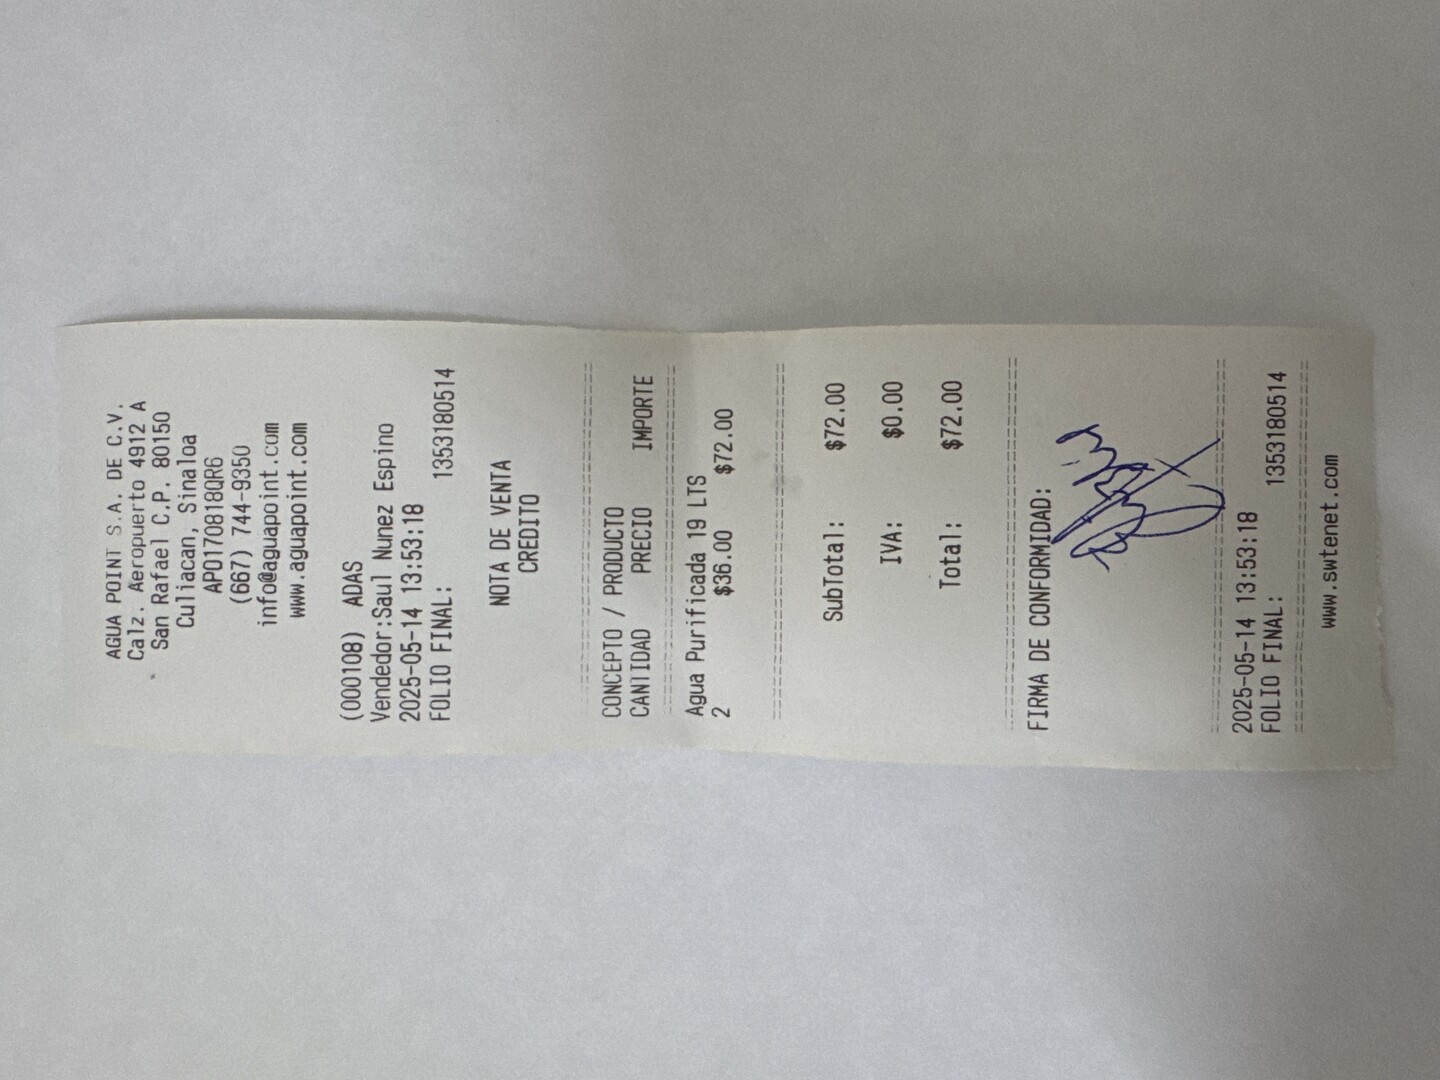 AGUA POINT S.A. DE C.V.
Calz. Aeropuerto 4912 A
San Rafael C.P. 80150
Culiacan, Sinaloa
APO170818QR6
(667) 744-9350
info@aguapoint.com
www.aguapoint.com
(000108) ADAS
Vendedor:Saul Nunez Espino
2025-05-14 13:53:18
FOLIO FINAL: 1353180514
NOTA DE VENTA
CREDITO
CONCEPTO / PRODUCTO
CANTIDAD PRECIO IMPORTE
Agua Purificada 19 LTS
2 $36.00 $72.00
SubTotal: $72.00
IVA: $0.00
Total: $72.00
FIRMA DE CONFORMIDAD:
2025-05-14 13:53:18
FOLIO FINAL: 1353180514
www.swtenet.com